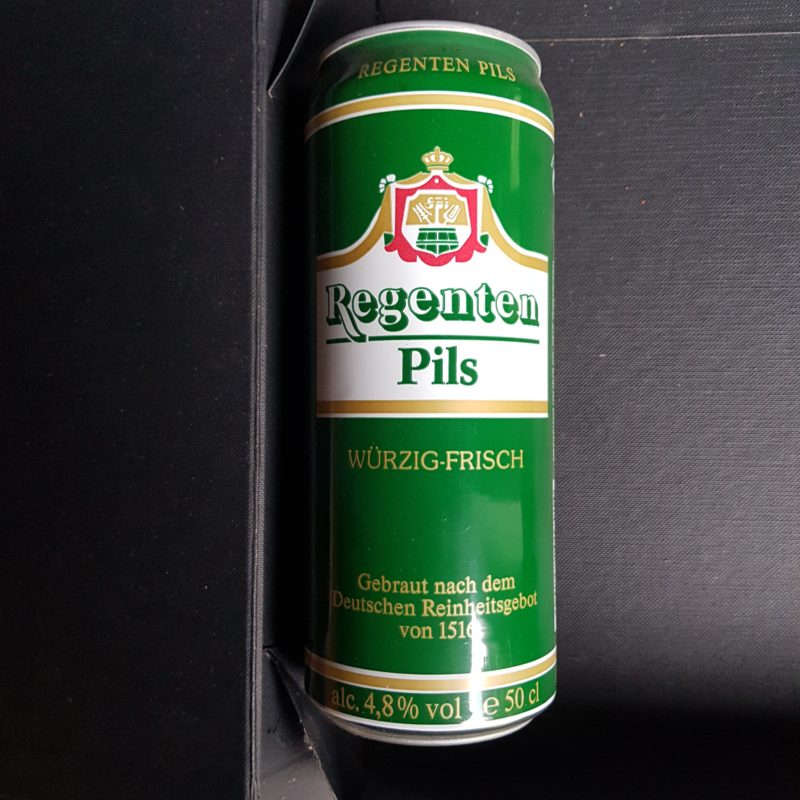 REGENTEN PILS
Regenten
Pils
WÜRZIG-FRISCH
Gebraut nach dem
Deutschen Reinheitsgebot
von 1516
alc. 4,8% vol e 50 cl